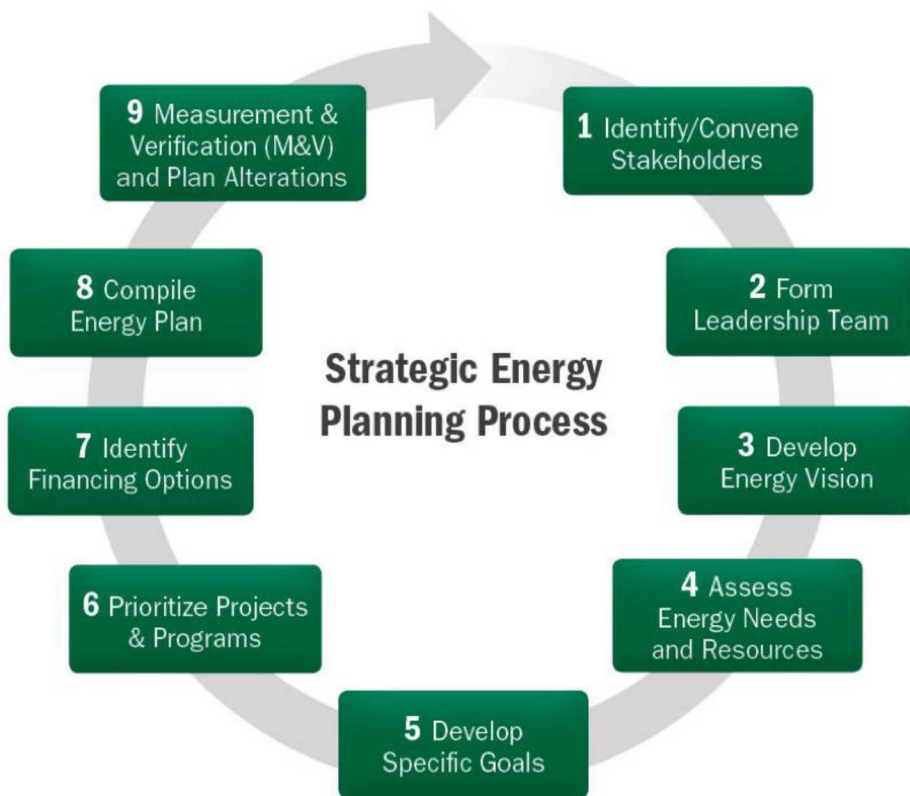 Strategic Energy
Planning Process
1 Identify/Convene
Stakeholders
2 Form
Leadership Team
3 Develop
Energy Vision
4 Assess
Energy Needs
and Resources
5 Develop
Specific Goals
6 Prioritize Projects
& Programs
7 Identify
Financing Options
8 Compile
Energy Plan
9 Measurement &
Verification (M&V)
and Plan Alterations